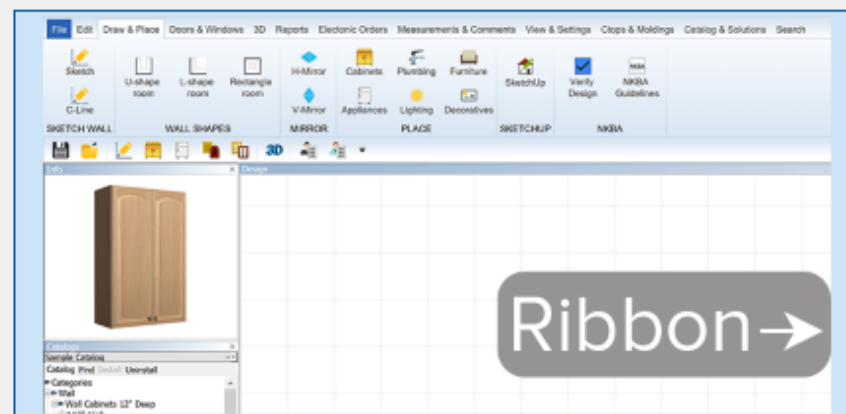 File Edit Draw & Place Doors & Windows 3D Reports Electonic Orders Measurements & Comments View & Settings Ctops & Moldings Catalog & Solutions Search
Sketch U-shape room L-shape room Rectangle room H-Mirror Cabinets Plumbing Furniture SketchUp Verify Design NKBA Guidelines
C-Line V-Mirror Appliances Lighting Decoratives
SKETCH WALL WALL SHAPES MIRROR PLACE SKETCHUP NKBA
3D
Info Design
Ribbon
Catalogs
Sample Catalog
Catalog Find Install Uninstall
Categories
Wall
Wall Cabinets 12" Deep